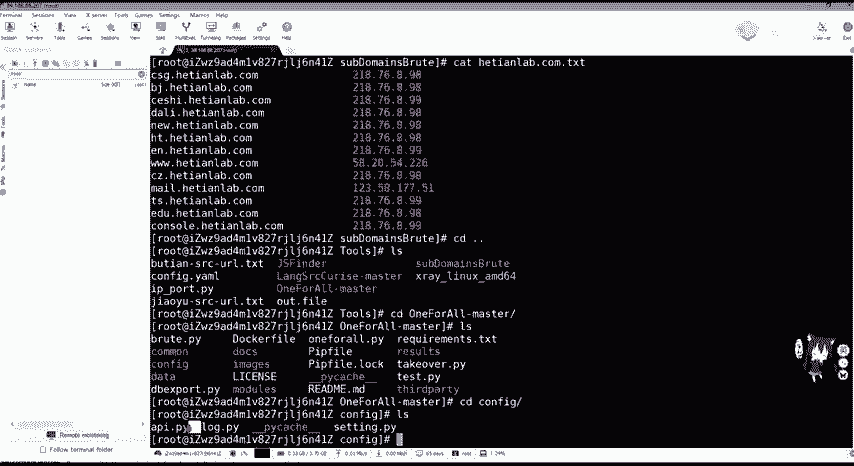 Terminal Sessions View X server Tools Games Settings Macros Help
Session Servers Tools Games Sessions View Split MultiExec Tunneling Packages Settings Help
[root@iZwz9ad4m1v827rjlj6n41Z subDomainsBrute]# cat hetianlab.com.txt
csg.hetianlab.com 218.76.8.98
bj.hetianlab.com 218.76.8.98
ceshi.hetianlab.com 218.76.8.99
dali.hetianlab.com 218.76.8.98
new.hetianlab.com 218.76.8.98
ht.hetianlab.com 218.76.8.98
en.hetianlab.com 218.76.8.99
www.hetianlab.com 58.20.54.226
cz.hetianlab.com 218.76.8.98
mail.hetianlab.com 123.58.177.51
ts.hetianlab.com 218.76.8.99
edu.hetianlab.com 218.76.8.98
console.hetianlab.com 218.76.8.99
[root@iZwz9ad4m1v827rjlj6n41Z subDomainsBrute]# cd ..
[root@iZwz9ad4m1v827rjlj6n41Z Tools]# ls
butian-src-url.txt JSFinder subDomainsBrute
config.yaml LangSrcCurise-master xray_linux_amd64
ip_port.py OneForAll-master
jiaoyu-src-url.txt out.file
[root@iZwz9ad4m1v827rjlj6n41Z Tools]# cd OneForAll-master/
[root@iZwz9ad4m1v827rjlj6n41Z OneForAll-master]# ls
brute.py Dockerfile oneforall.py requirements.txt
common docs Pipfile results
config images Pipfile.lock takeover.py
data LICENSE __pycache__ test.py
dbexport.py modules README.md thirdparty
[root@iZwz9ad4m1v827rjlj6n41Z OneForAll-master]# cd config/
[root@iZwz9ad4m1v827rjlj6n41Z config]# ls
api.py log.py __pycache__ setting.py
[root@iZwz9ad4m1v827rjlj6n41Z config]#
Remote monitoring
Follow terminal folder